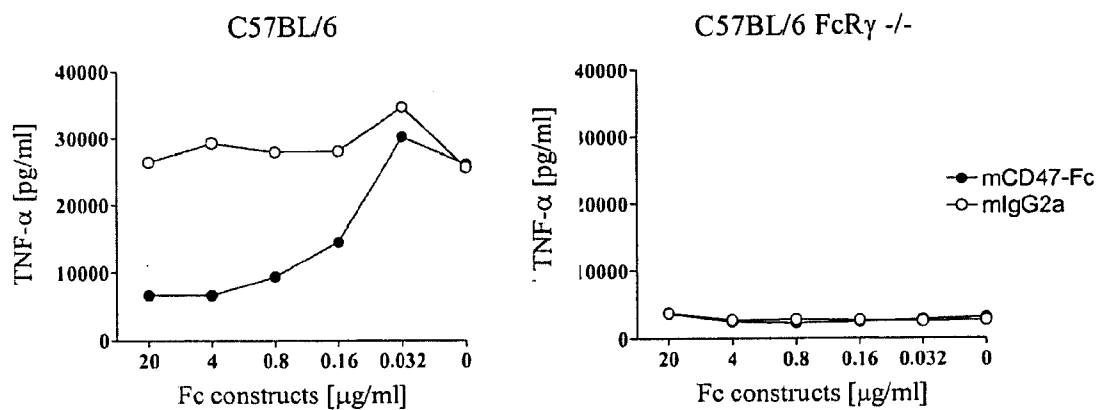 C57BL/6
40000
30000
20000
10000
0
TNF-α [pg/ml]
20 4 0.8 0.16 0.032 0
Fc constructs [µg/ml]
C57BL/6 FcRγ -/-
40000
30000
20000
10000
0
TNF-α [pg/ml]
20 4 0.8 0.16 0.032 0
Fc constructs [µg/ml]
mCD47-Fc
mIgG2a